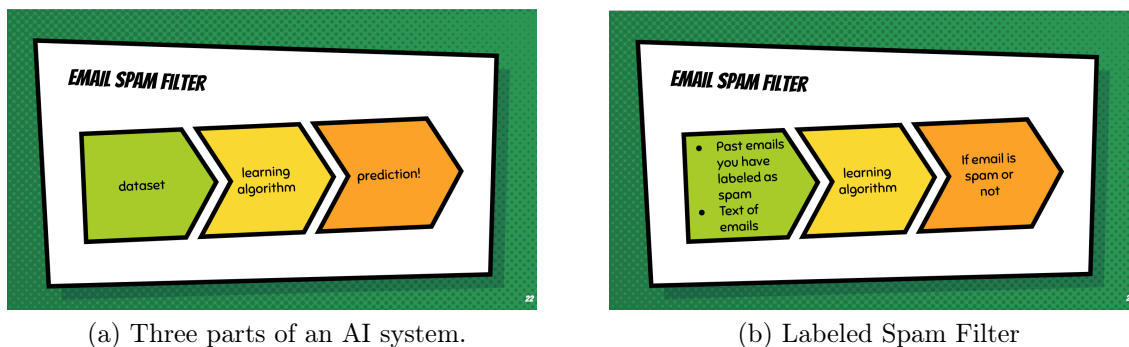 EMAIL SPAM FILTER
dataset
learning
algorithm
prediction!
22
(a) Three parts of an AI system.
EMAIL SPAM FILTER
● Past emails
you have
labeled as
spam
● Text of
emails
learning
algorithm
If email is
spam or
not
(b) Labeled Spam Filter